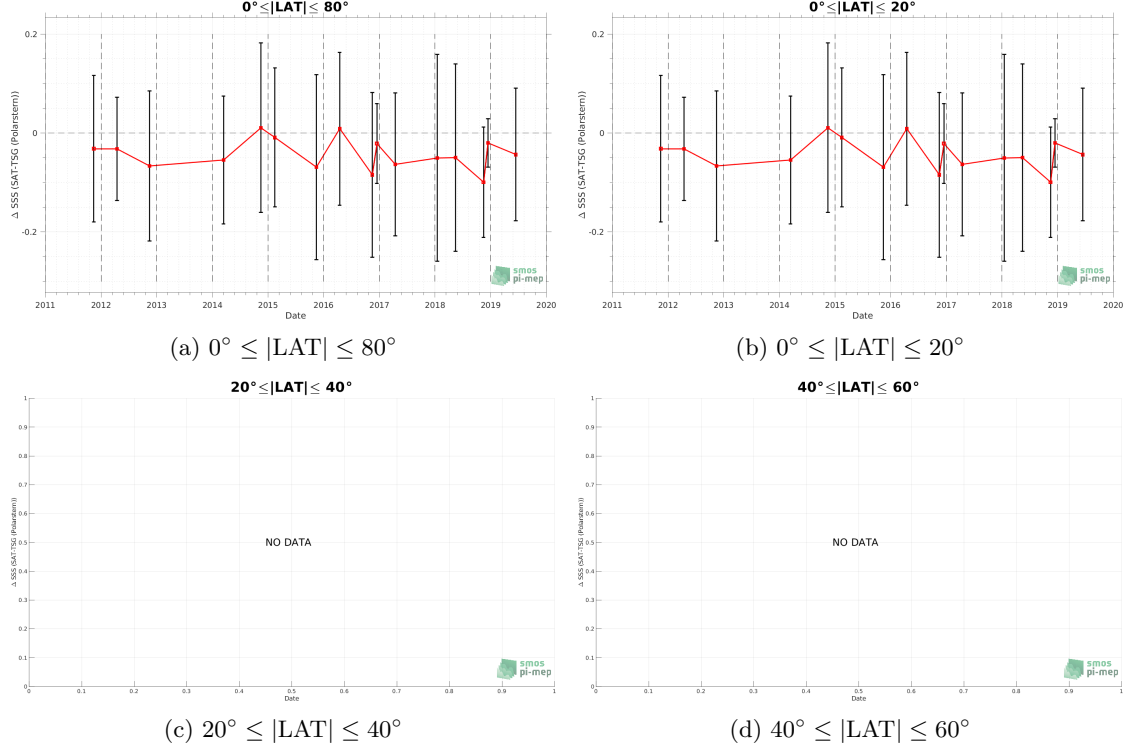 0°≤|LAT|≤ 80°
0.2
0
-0.2
Δ SSS (SAT-TSG (Polarstern))
2011 2012 2013 2014 2015 2016 2017 2018 2019 2020
Date
smos
pi-mep
(a) 0° ≤ |LAT| ≤ 80°
0°≤|LAT|≤ 20°
0.2
0
-0.2
Δ SSS (SAT-TSG (Polarstern))
2011 2012 2013 2014 2015 2016 2017 2018 2019 2020
Date
smos
pi-mep
(b) 0° ≤ |LAT| ≤ 20°
20°≤|LAT|≤ 40°
1
0.9
0.8
0.7
0.6
0.5
0.4
0.3
0.2
0.1
0
Δ SSS (SAT-TSG (Polarstern))
NO DATA
0 0.1 0.2 0.3 0.4 0.5 0.6 0.7 0.8 0.9 1
Date
smos
pi-mep
(c) 20° ≤ |LAT| ≤ 40°
40°≤|LAT|≤ 60°
1
0.9
0.8
0.7
0.6
0.5
0.4
0.3
0.2
0.1
0
Δ SSS (SAT-TSG (Polarstern))
NO DATA
0 0.1 0.2 0.3 0.4 0.5 0.6 0.7 0.8 0.9 1
Date
smos
pi-mep
(d) 40° ≤ |LAT| ≤ 60°